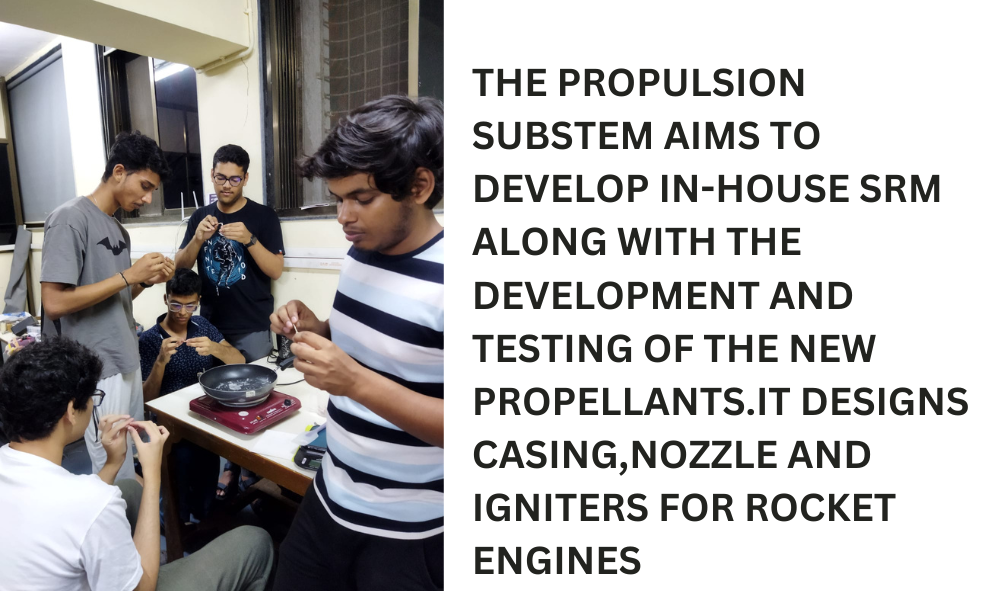 THE PROPULSION
SUBSTEM AIMS TO
DEVELOP IN-HOUSE SRM
ALONG WITH THE
DEVELOPMENT AND
TESTING OF THE NEW
PROPELLANTS.IT DESIGNS
CASING,NOZZLE AND
IGNITERS FOR ROCKET
ENGINES